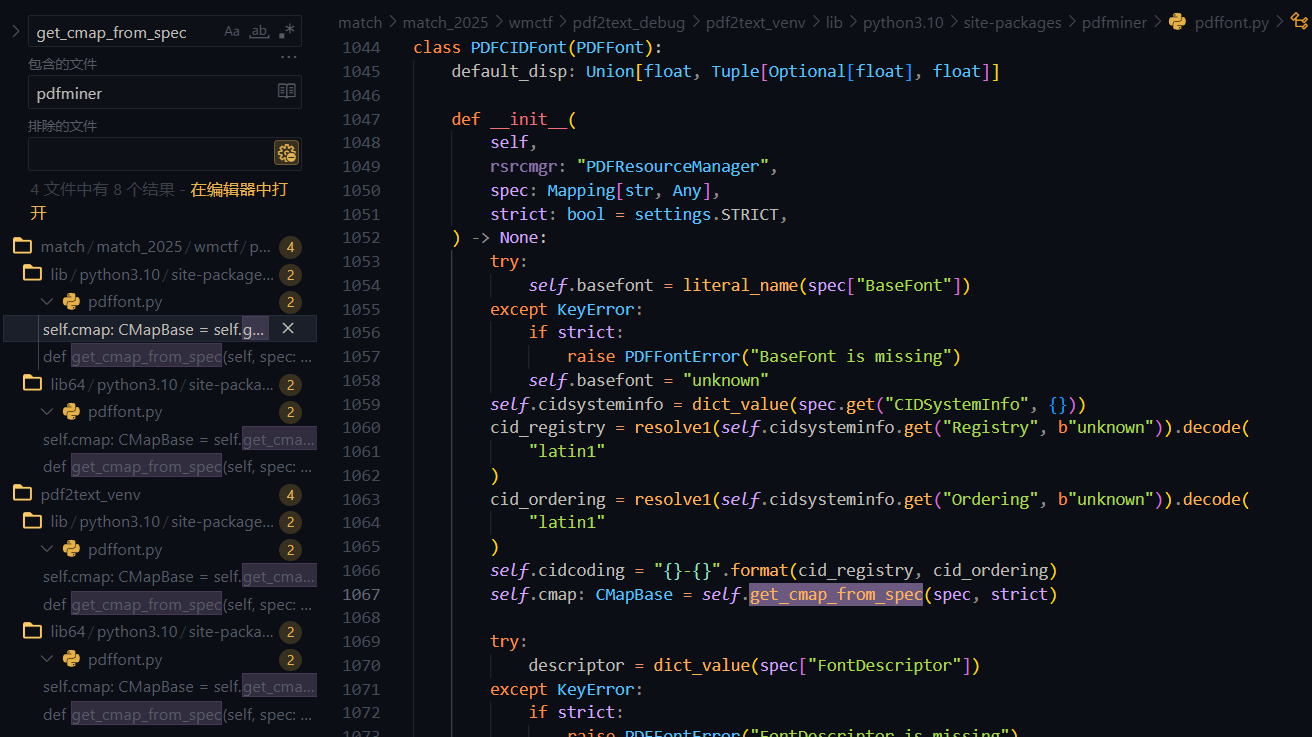 get_cmap_from_spec Aa ab .*
包含的文件 ...
pdfminer
排除的文件
4 文件中有 8 个结果 - 在编辑器中打
开
match / match_2025 / wmctf / p... 4
lib / python3.10 / site-package... 2
pdffont.py 2
self.cmap: CMapBase = self.g...
def get_cmap_from_spec(self, spec: ...
lib64 / python3.10 / site-packa... 2
pdffont.py 2
self.cmap: CMapBase = self.get_cma...
def get_cmap_from_spec(self, spec: ...
pdf2text_venv 4
lib / python3.10 / site-package... 2
pdffont.py 2
self.cmap: CMapBase = self.get_cma...
def get_cmap_from_spec(self, spec: ...
lib64 / python3.10 / site-packa... 2
pdffont.py 2
self.cmap: CMapBase = self.get_cma...
def get_cmap_from_spec(self, spec: ...
match > match_2025 > wmctf > pdf2text_debug > pdf2text_venv > lib > python3.10 > site-packages > pdfminer > pdffont.py >
1044 class PDFCIDFont(PDFFont):
1045 default_disp: Union[float, Tuple[Optional[float], float]]
1046
1047 def __init__(
1048 self,
1049 rsrcmgr: "PDFResourceManager",
1050 spec: Mapping[str, Any],
1051 strict: bool = settings.STRICT,
1052 ) -> None:
1053 try:
1054 self.basefont = literal_name(spec["BaseFont"])
1055 except KeyError:
1056 if strict:
1057 raise PDFFontError("BaseFont is missing")
1058 self.basefont = "unknown"
1059 self.cidsysteminfo = dict_value(spec.get("CIDSystemInfo", {}))
1060 cid_registry = resolve1(self.cidsysteminfo.get("Registry", b"unknown")).decode(
1061 "latin1"
1062 )
1063 cid_ordering = resolve1(self.cidsysteminfo.get("Ordering", b"unknown")).decode(
1064 "latin1"
1065 )
1066 self.cidcoding = "{}-{}".format(cid_registry, cid_ordering)
1067 self.cmap: CMapBase = self.get_cmap_from_spec(spec, strict)
1068
1069 try:
1070 descriptor = dict_value(spec["FontDescriptor"])
1071 except KeyError:
1072 if strict:
1073 raise PDFFontError("FontDescriptor is missing")